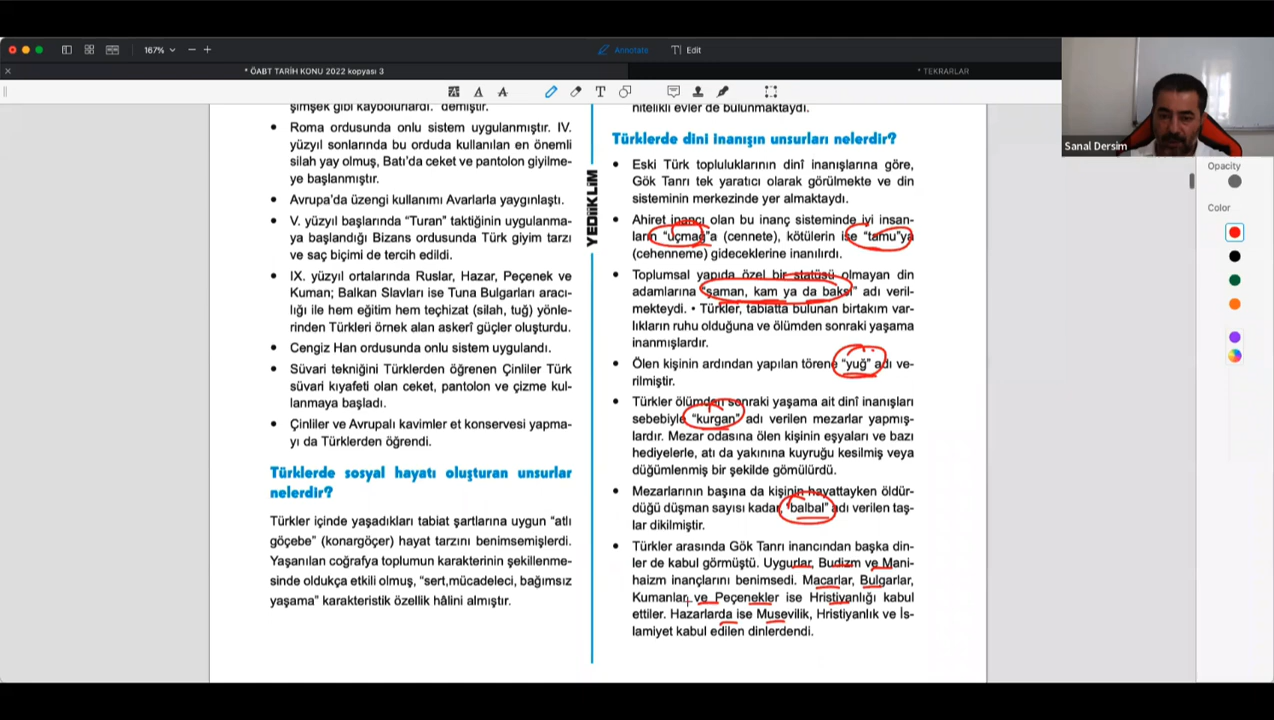 167%
Annotate
Edit
* ÖABT TARİH KONU 2022 kopyası 3
* TEKRARLAR
Sanal Dersim
Opacity
Color
şimşek gibi kaybolurlardı." demiştir.
Roma ordusunda onlu sistem uygulanmıştır. IV.
yüzyıl sonlarında bu orduda kullanılan en önemli
silah yay olmuş, Batı'da ceket ve pantolon giyilme-
ye başlanmıştır.
Avrupa'da üzengi kullanımı Avarlarla yaygınlaştı.
V. yüzyıl başlarında "Turan" taktiğinin uygulanma-
ya başlandığı Bizans ordusunda Türk giyim tarzı
ve saç biçimi de tercih edildi.
IX. yüzyıl ortalarında Ruslar, Hazar, Peçenek ve
Kuman; Balkan Slavları ise Tuna Bulgarları aracı-
lığı ile hem eğitim hem teçhizat (silah, tuğ) yönle-
rinden Türkleri örnek alan askerî güçler oluşturdu.
Cengiz Han ordusunda onlu sistem uygulandı.
Süvari tekniğini Türklerden öğrenen Çinliler Türk
süvari kıyafeti olan ceket, pantolon ve çizme kul-
lanmaya başladı.
Çinliler ve Avrupalı kavimler et konservesi yapma-
yı da Türklerden öğrendi.
Türklerde sosyal hayatı oluşturan unsurlar
nelerdir?
Türkler içinde yaşadıkları tabiat şartlarına uygun "atlı
göçebe" (konargöçer) hayat tarzını benimsemişlerdi.
Yaşanılan coğrafya toplumun karakterinin şekillenme-
sinde oldukça etkili olmuş, "sert,mücadeleci, bağımsız
yaşama" karakteristik özellik hâlini almıştır.
YEDİİKLİM
nitelikli evler de bulunmaktaydı.
Türklerde dini inanışın unsurları nelerdir?
Eski Türk topluluklarının dinî inanışlarına göre,
Gök Tanrı tek yaratıcı olarak görülmekte ve din
sisteminin merkezinde yer almaktaydı.
Ahiret inancı olan bu inanç sisteminde iyi insan-
ların "uçmag"a (cennete), kötülerin ise "tamu"ya
(cehenneme) gideceklerine inanılırdı.
Toplumsal yapıda özel bir statüsü olmayan din
adamlarına "şaman, kam ya da baksı" adı veril-
mekteydi. • Türkler, tabiatta bulunan birtakım var-
lıkların ruhu olduğuna ve ölümden sonraki yaşama
inanmışlardır.
Ölen kişinin ardından yapılan törene "yuğ" adı ve-
rilmiştir.
Türkler ölümden sonraki yaşama ait dinî inanışları
sebebiyle "kurgan" adı verilen mezarlar yapmış-
lardır. Mezar odasına ölen kişinin eşyaları ve bazı
hediyelerle, atı da yakınına kuyruğu kesilmiş veya
düğümlenmiş bir şekilde gömülürdü.
Mezarlarının başına da kişinin hayattayken öldür-
düğü düşman sayısı kadar, "balbal" adı verilen taş-
lar dikilmiştir.
Türkler arasında Gök Tanrı inancından başka din-
ler de kabul görmüştü. Uygurlar, Budizm ve Mani-
haizm inançlarını benimsedi. Macarlar, Bulgarlar,
Kumanlar ve Peçenekler ise Hristiyanlığı kabul
ettiler. Hazarlarda ise Musevilik, Hristiyanlık ve İs-
lamiyet kabul edilen dinlerdendi.